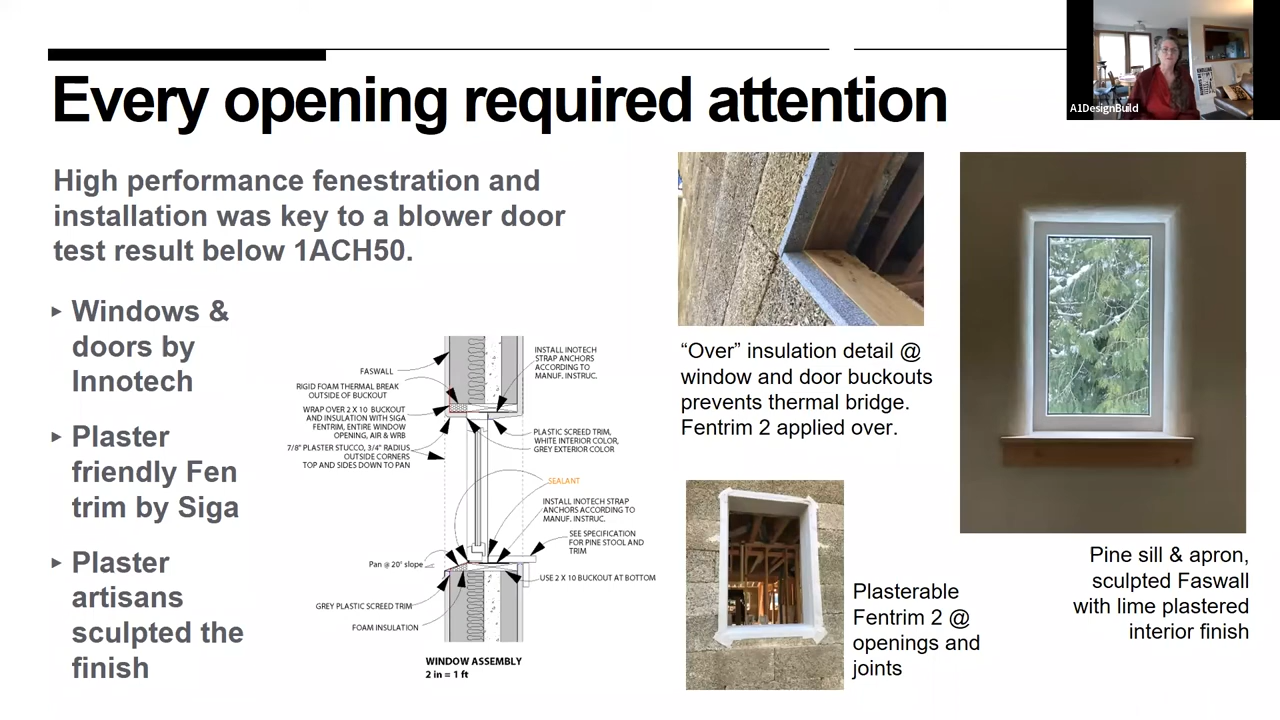 A1DesignBuild
Every opening required attention
High performance fenestration and
installation was key to a blower door
test result below 1ACH50.
Windows &
doors by
Innotech
Plaster
friendly Fen
trim by Siga
Plaster
artisans
sculpted the
finish
FASWALL
RIGID FOAM THERMAL BREAK
OUTSIDE OF BUCKOUT
WRAP OVER 2 X 10 BUCKOUT
AND INSULATION WITH SIGA
FENTRIM, ENTIRE WINDOW
OPENING, AIR & WRB
7/8" PLASTER STUCCO, 3/4" RADIUS
OUTSIDE CORNERS
TOP AND SIDES DOWN TO PAN
Pan @ 20° slope
GREY PLASTIC SCREED TRIM
FOAM INSULATION
INSTALL INOTECH
STRAP ANCHORS
ACCORDING TO
MANUF. INSTRUC.
PLASTIC SCREED TRIM,
WHITE INTERIOR COLOR,
GREY EXTERIOR COLOR
SEALANT
INSTALL INOTECH STRAP
ANCHORS ACCORDING TO
MANUF. INSTRUC.
SEE SPECIFICATION
FOR PINE STOOL AND
TRIM
USE 2 X 10 BUCKOUT AT BOTTOM
WINDOW ASSEMBLY
2 in = 1 ft
“Over” insulation detail @
window and door buckouts
prevents thermal bridge.
Fentrim 2 applied over.
Plasterable
Fentrim 2 @
openings and
joints
Pine sill & apron,
sculpted Faswall
with lime plastered
interior finish